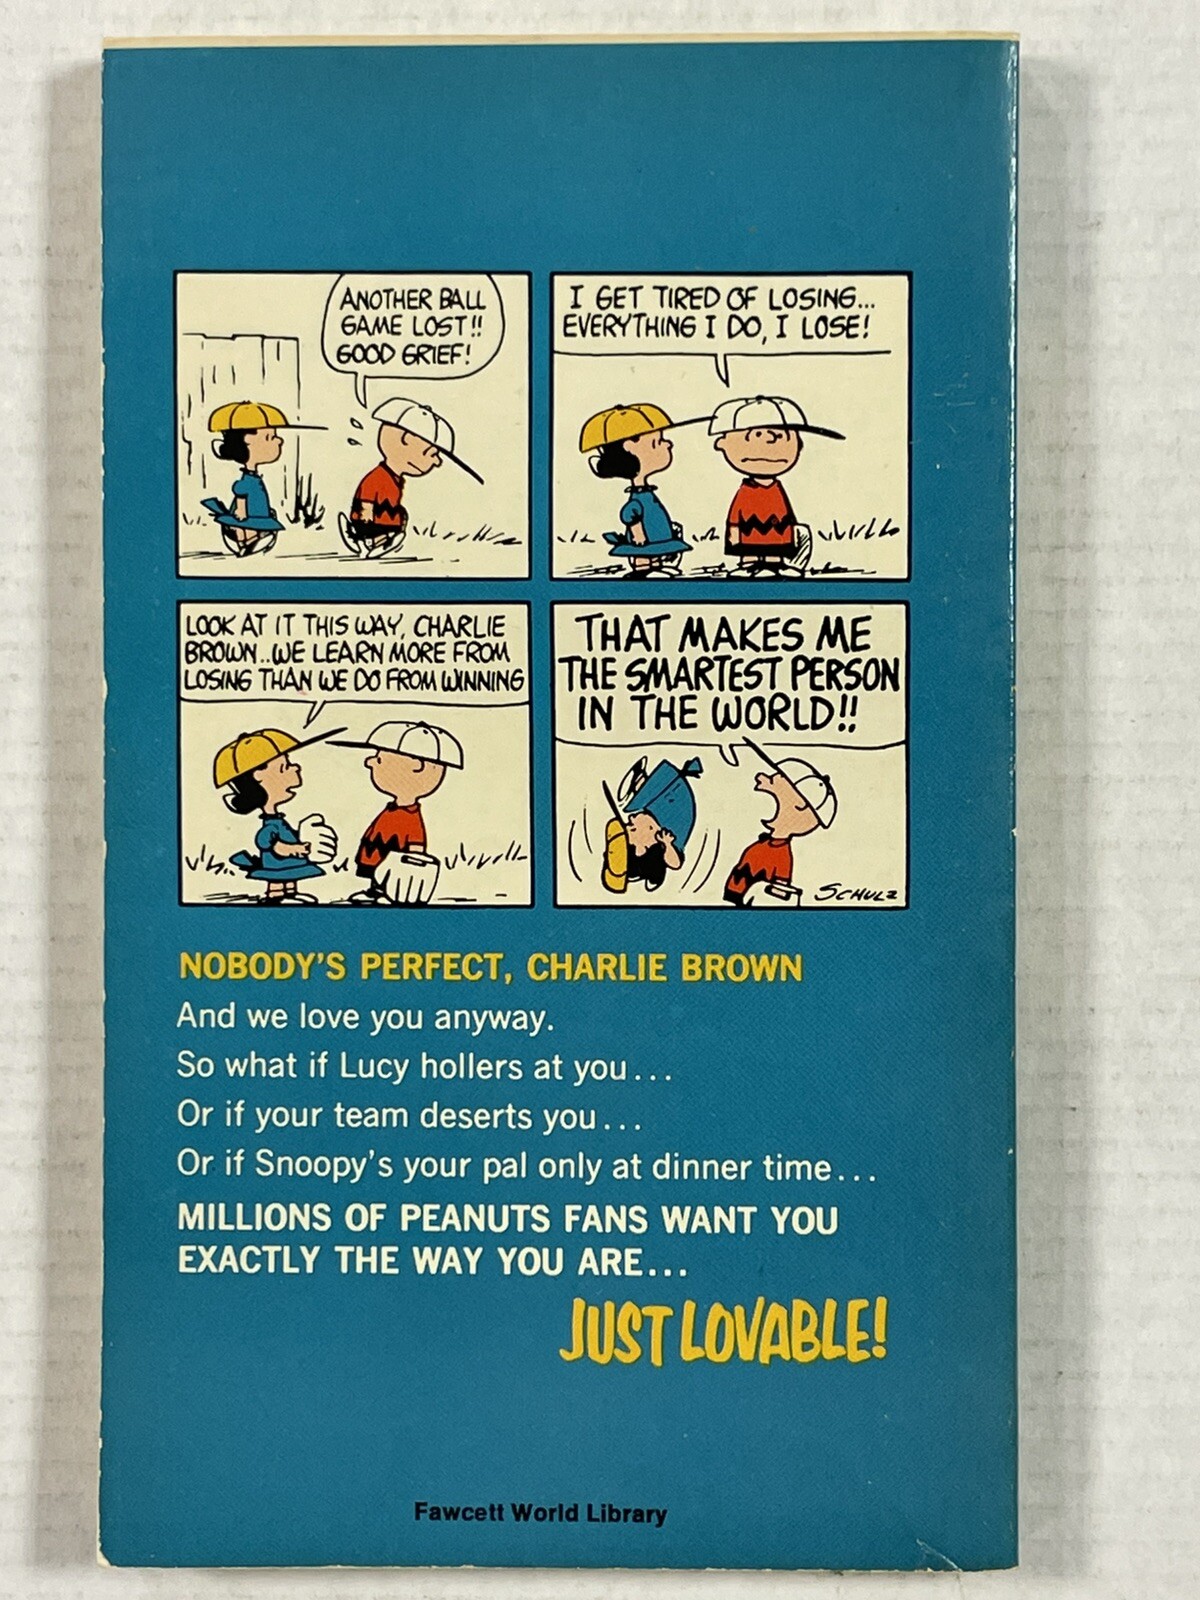 ANOTHER BALL
GAME LOST!!
GOOD GRIEF!
I GET TIRED OF LOSING...
EVERYTHING I DO, I LOSE!
LOOK AT IT THIS WAY, CHARLIE
BROWN..WE LEARN MORE FROM
LOSING THAN WE DO FROM WINNING
THAT MAKES ME
THE SMARTEST PERSON
IN THE WORLD!!
SCHULZ
NOBODY'S PERFECT, CHARLIE BROWN
And we love you anyway.
So what if Lucy hollers at you...
Or if your team deserts you...
Or if Snoopy's your pal only at dinner time...
MILLIONS OF PEANUTS FANS WANT YOU
EXACTLY THE WAY YOU ARE...
JUST LOVABLE!
Fawcett World Library